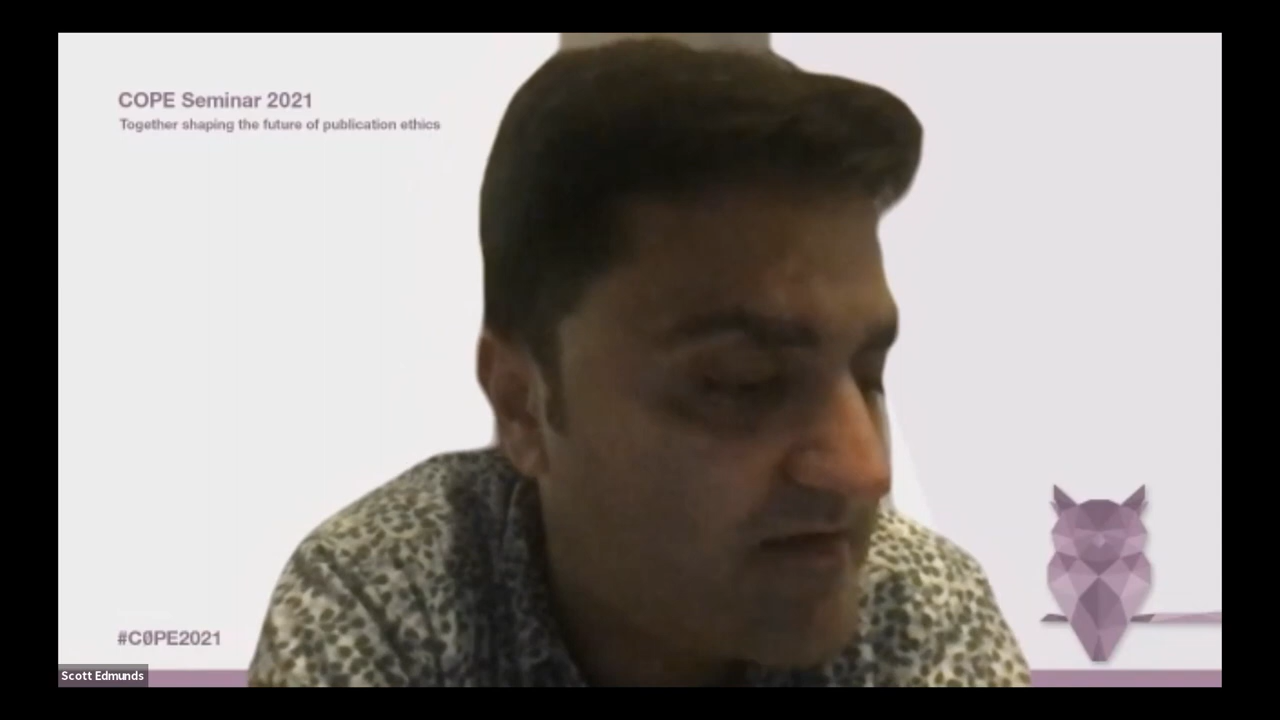 COPE Seminar 2021
Together shaping the future of publication ethics
#C0PE2021
Scott Edmunds